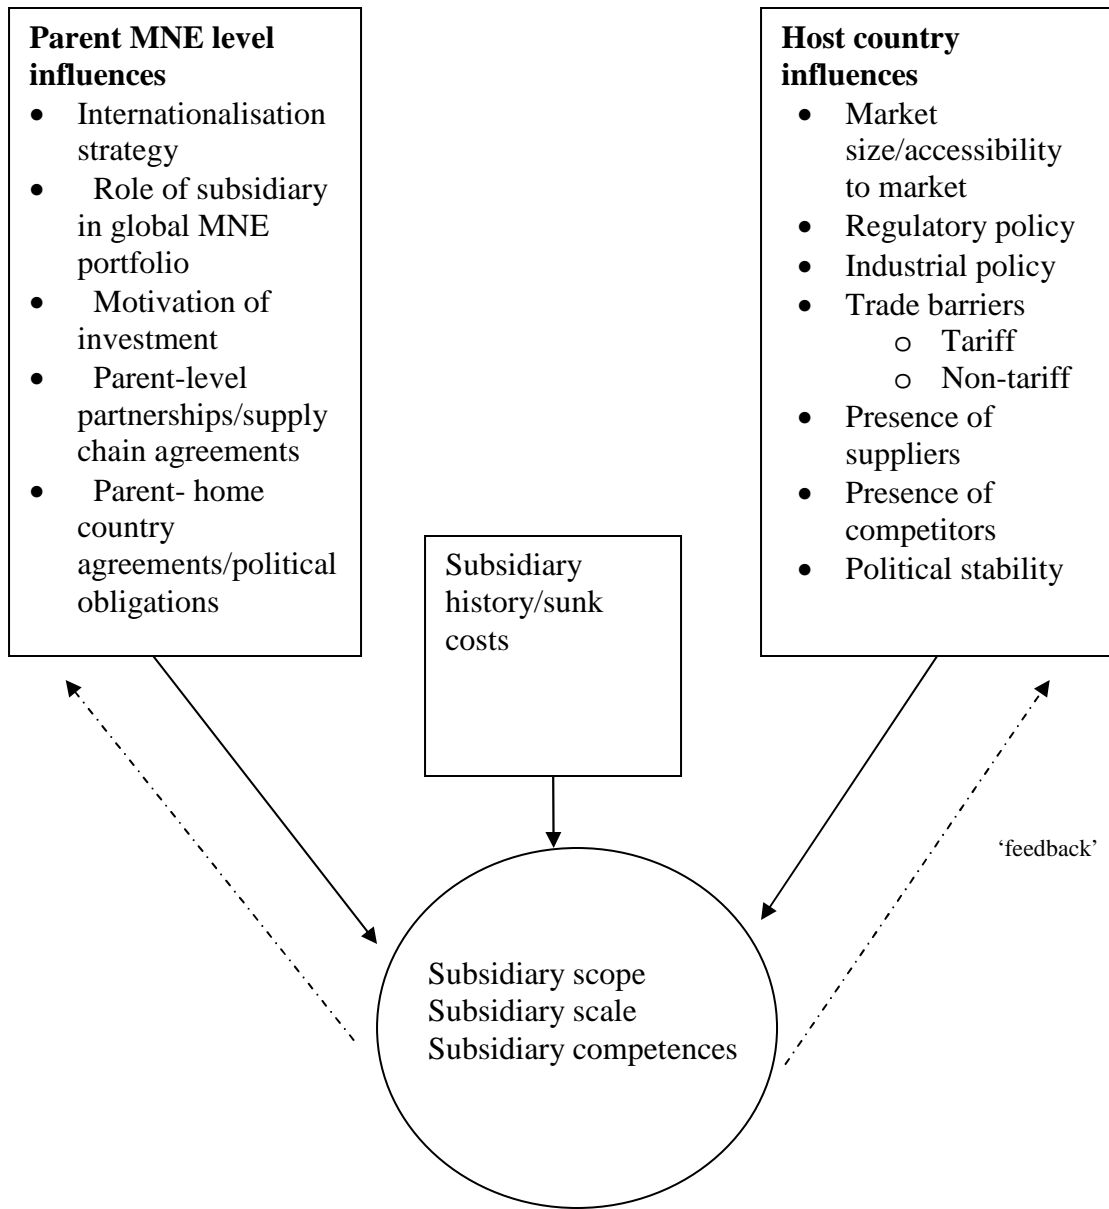 Parent MNE level
influences
• Internationalisation
strategy
• Role of subsidiary
in global MNE
portfolio
• Motivation of
investment
• Parent-level
partnerships/supply
chain agreements
• Parent- home
country
agreements/political
obligations
Host country
influences
• Market
size/accessibility
to market
• Regulatory policy
• Industrial policy
• Trade barriers
o Tariff
o Non-tariff
• Presence of
suppliers
• Presence of
competitors
• Political stability
Subsidiary
history/sunk
costs
‘feedback’
Subsidiary scope
Subsidiary scale
Subsidiary competences